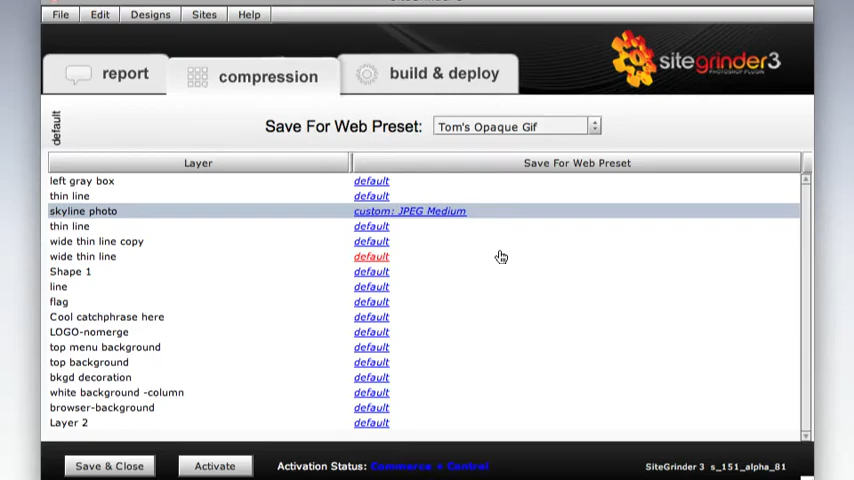 File Edit Designs Sites Help
report compression build & deploy
sitegrinder3
PHOTOSHOP PLUGIN
default
Save For Web Preset: Tom's Opaque Gif
Layer Save For Web Preset
left gray box default
thin line default
skyline photo custom: JPEG Medium
thin line default
wide thin line copy default
wide thin line default
Shape 1 default
line default
flag default
Cool catchphrase here default
LOGO-nomerge default
top menu background default
top background default
bkgd decoration default
white background -column default
browser-background default
Layer 2 default
Save & Close Activate Activation Status: Commerce + Control SiteGrinder 3 s_151_alpha_81